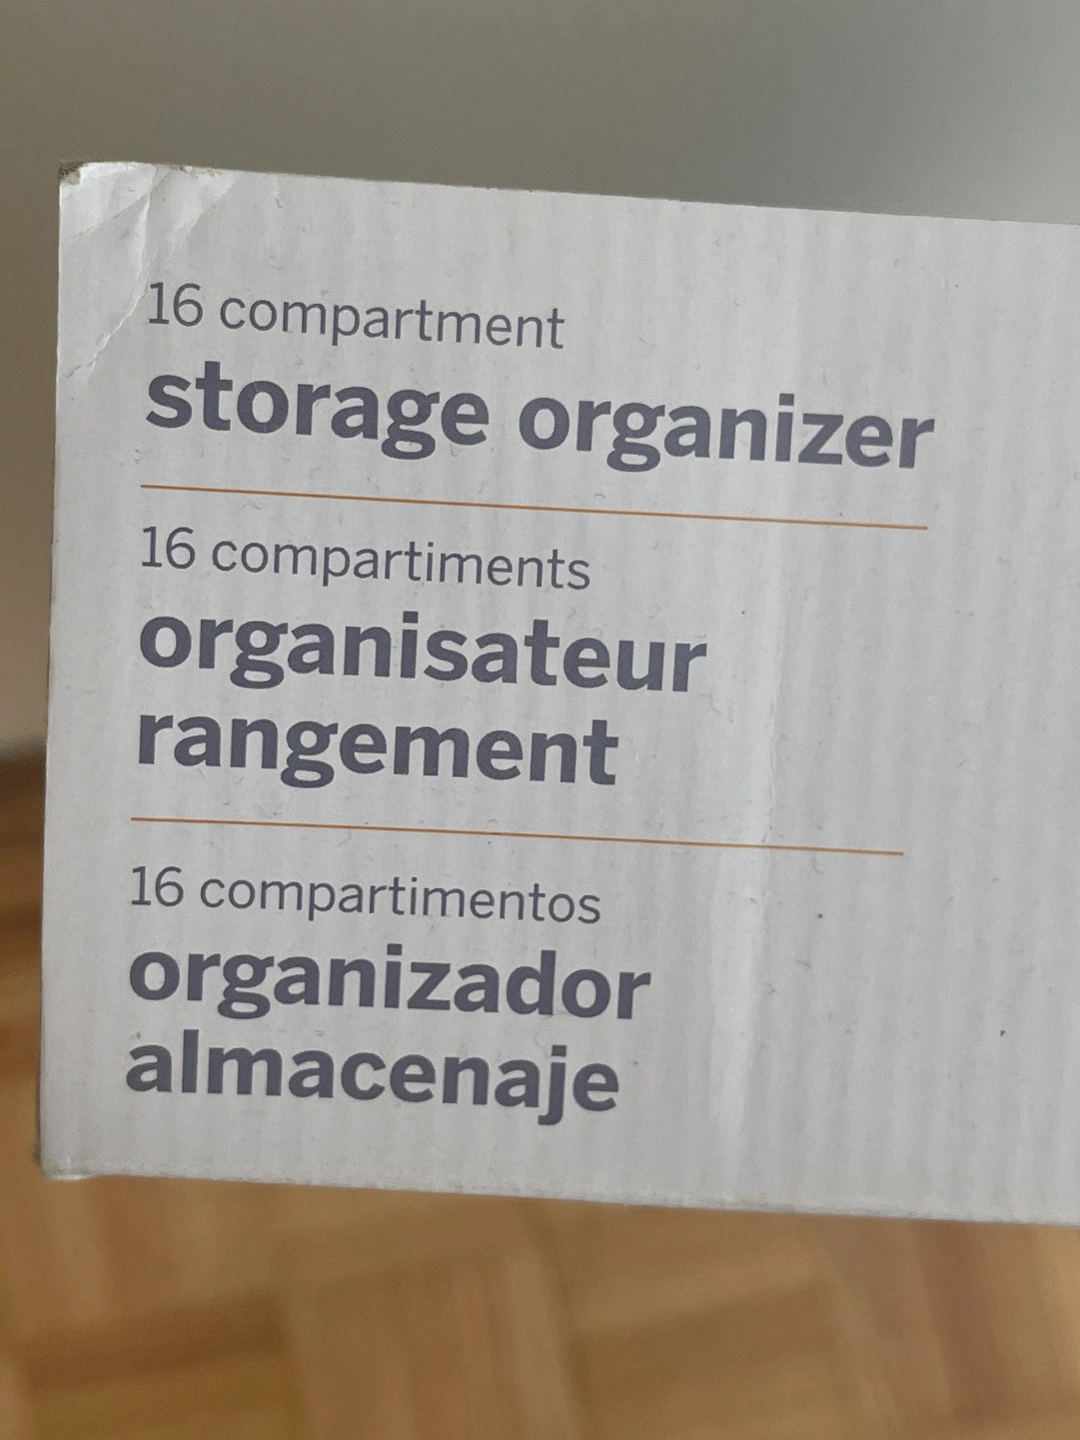 16 compartment
storage organizer
16 compartiments
organisateur
rangement
16 compartimentos
organizador
almacenaje